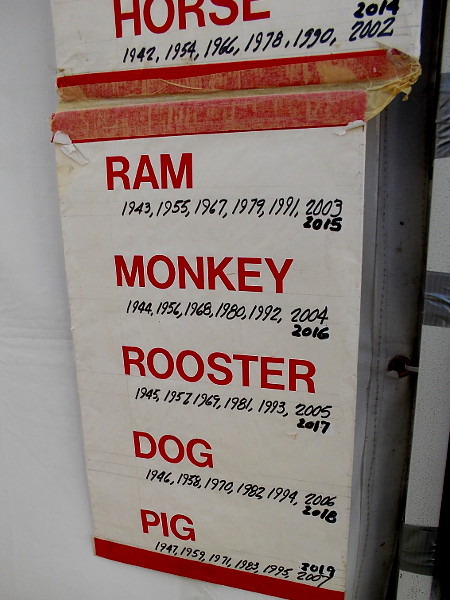 HORSE
2014
1942, 1954, 1966, 1978, 1990, 2002
RAM
1943, 1955, 1967, 1979, 1991, 2003
2015
MONKEY
1944, 1956, 1968, 1980, 1992, 2004
2016
ROOSTER
1945, 1957 1969, 1981, 1993, 2005
2017
DOG
1946, 1958, 1970, 1982, 1994, 2006
2018
PIG
2019
1947, 1959, 1971, 1983, 1995, 2007